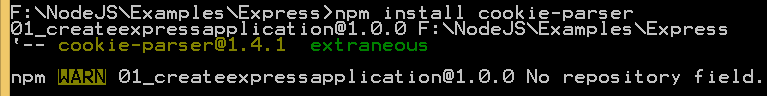 F:\NodeJS\Examples\Express>npm install cookie-parser
01_createexpressapplication@1.0.0 F:\NodeJS\Examples\Express
'-- cookie-parser@1.4.1  extraneous
npm WARN 01_createexpressapplication@1.0.0 No repository field.